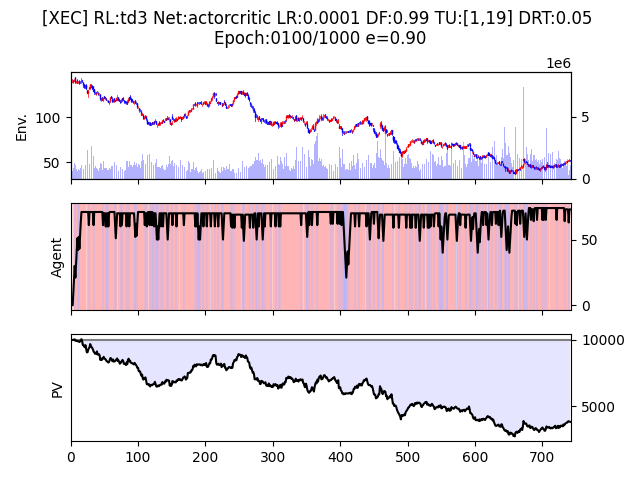 [XEC] RL:td3 Net:actorcritic LR:0.0001 DF:0.99 TU:[1,19] DRT:0.05
Epoch:0100/1000 e=0.90
1e6
Env.
100
50
5
0
Agent
50
0
PV
10000
5000
0 100 200 300 400 500 600 700